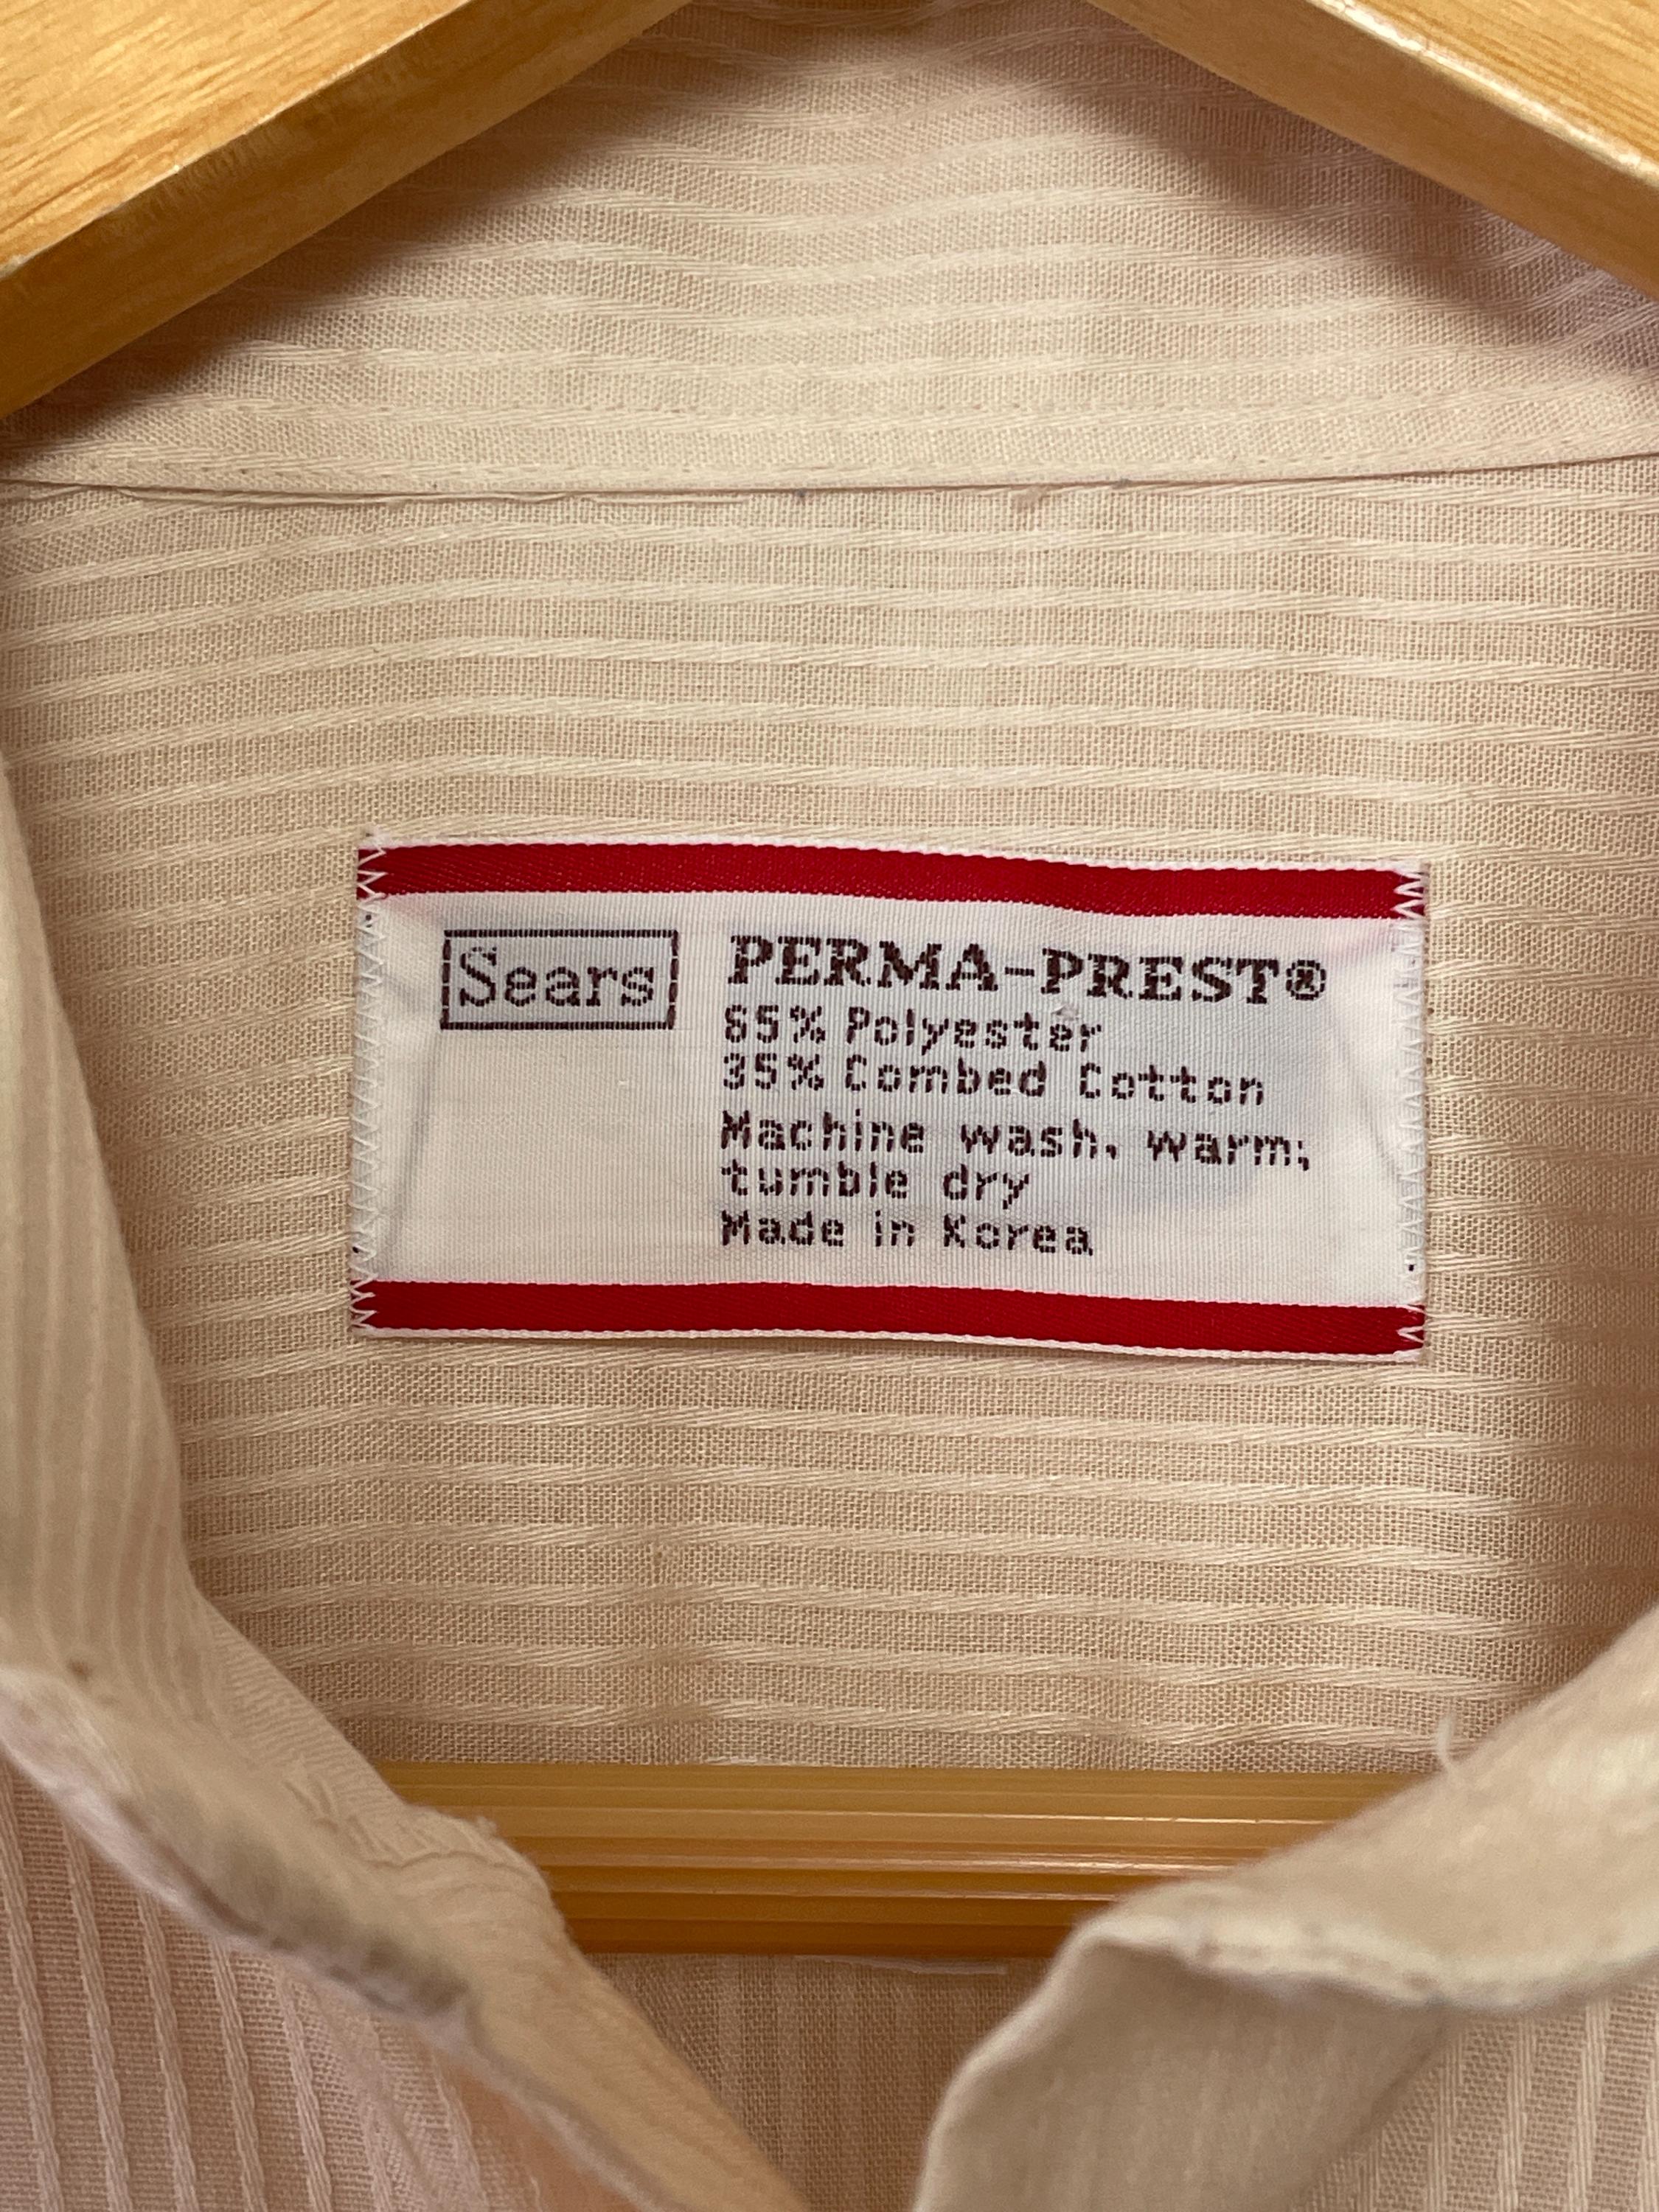 Sears
PERMA-PREST®
65% Polyester
35% Combed Cotton
Machine wash, warm;
tumble dry
Made in Korea